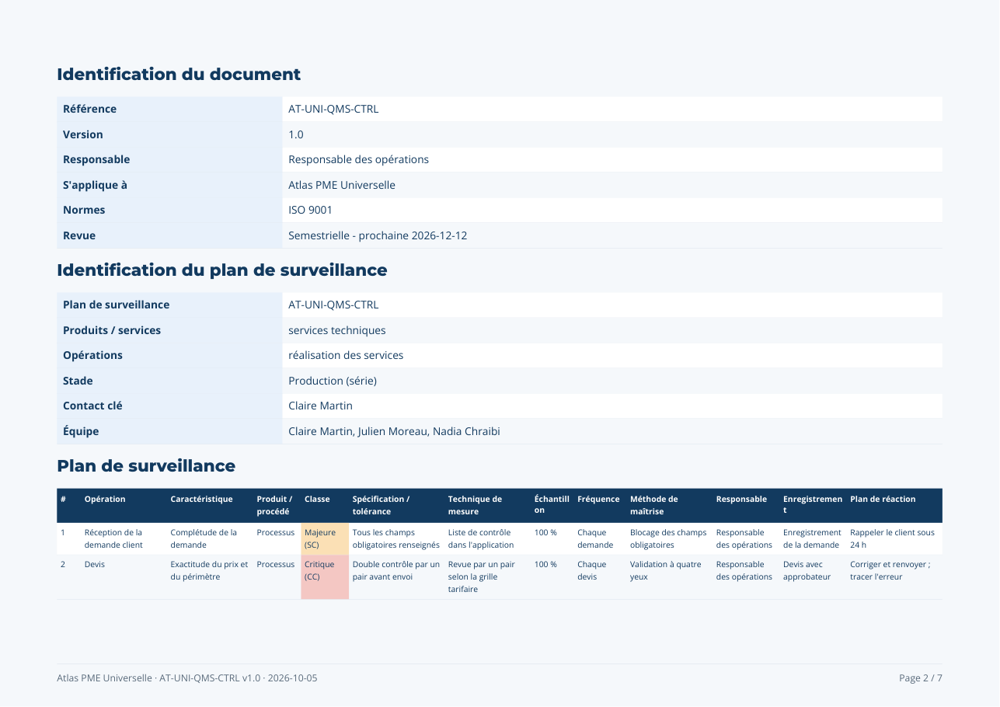 Identification du document
Référence AT-UNI-QMS-CTRL
Version 1.0
Responsable Responsable des opérations
S'applique à Atlas PME Universelle
Normes ISO 9001
Revue Semestrielle - prochaine 2026-12-12
Identification du plan de surveillance
Plan de surveillance AT-UNI-QMS-CTRL
Produits / services services techniques
Opérations réalisation des services
Stade Production (série)
Contact clé Claire Martin
Équipe Claire Martin, Julien Moreau, Nadia Chraibi
Plan de surveillance
# Opération Caractéristique Produit / Classe Spécification / Technique de Échantill Fréquence Méthode de Responsable Enregistremen Plan de réaction
procédé tolérance mesure on maîtrise t
1 Réception de la Complétude de la Processus Majeure Tous les champs Liste de contrôle 100 % Chaque Blocage des champs Responsable Enregistrement Rappeler le client sous
demande client demande (SC) obligatoires renseignés dans l'application demande obligatoires des opérations de la demande 24 h
2 Devis Exactitude du prix et Processus Critique Double contrôle par un Revue par un pair 100 % Chaque Validation à quatre Responsable Devis avec Corriger et renvoyer ;
du périmètre (CC) pair avant envoi selon la grille devis yeux des opérations approbateur tracer l'erreur
tarifaire
Atlas PME Universelle · AT-UNI-QMS-CTRL v1.0 · 2026-10-05 Page 2 / 7